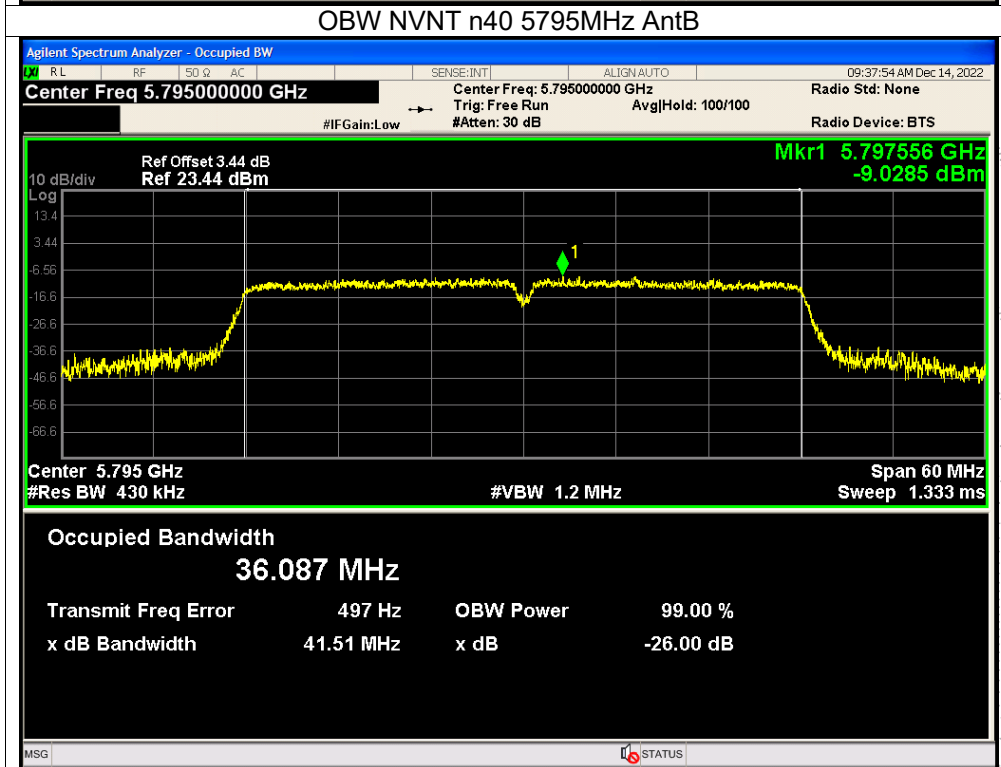 OBW NVNT n40 5795MHz AntB
Agilent Spectrum Analyzer - Occupied BW
LXI RL RF 50 Ω AC SENSE:INT ALIGN AUTO 09:37:54 AM Dec 14, 2022
Center Freq 5.795000000 GHz Center Freq: 5.795000000 GHz Radio Std: None
Trig: Free Run Avg|Hold: 100/100
#IFGain:Low #Atten: 30 dB Radio Device: BTS
Mkr1 5.797556 GHz
-9.0285 dBm
Ref Offset 3.44 dB
10 dB/div Ref 23.44 dBm
Log
13.4
3.44
1
-6.56
-16.6
-26.6
-36.6
-46.6
-56.6
-66.6
Center 5.795 GHz Span 60 MHz
#Res BW 430 kHz #VBW 1.2 MHz Sweep 1.333 ms
Occupied Bandwidth
36.087 MHz
Transmit Freq Error 497 Hz OBW Power 99.00 %
x dB Bandwidth 41.51 MHz x dB -26.00 dB
MSG STATUS